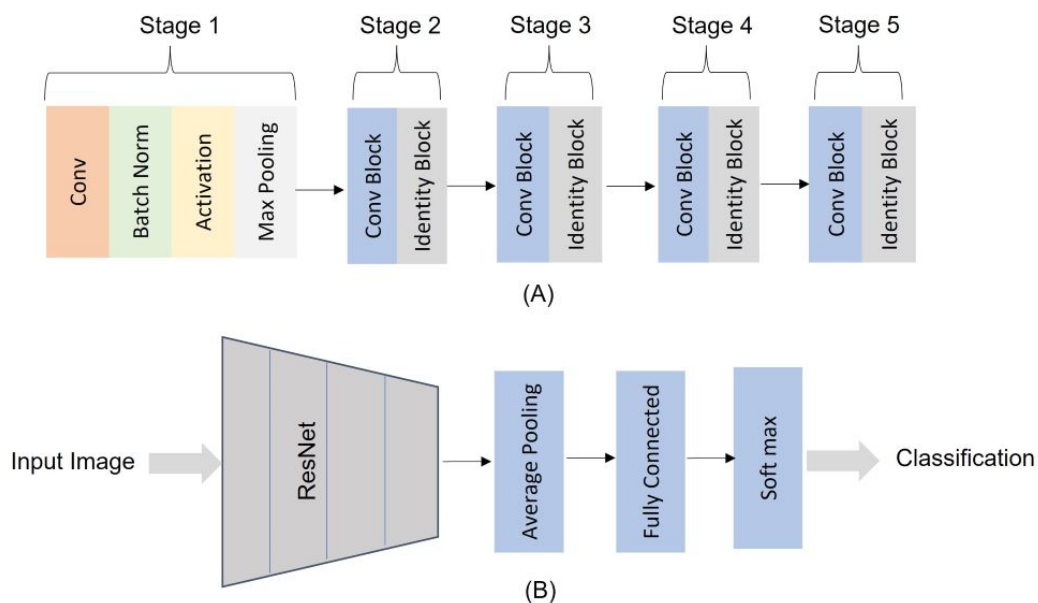 Stage 1
Stage 2
Stage 3
Stage 4
Stage 5
Conv
Batch Norm
Activation
Max Pooling
Conv Block
Identity Block
Conv Block
Identity Block
Conv Block
Identity Block
Conv Block
Identity Block
(A)
Input Image
ResNet
Average Pooling
Fully Connected
Soft max
Classification
(B)